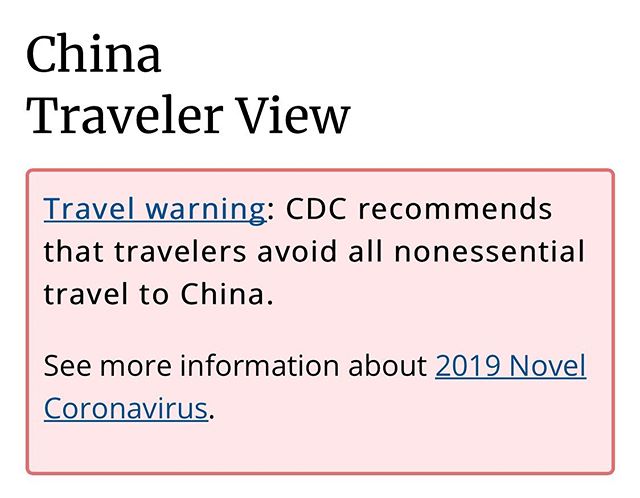 China
Traveler View
Travel warning: CDC recommends
that travelers avoid all nonessential
travel to China.
See more information about 2019 Novel
Coronavirus.